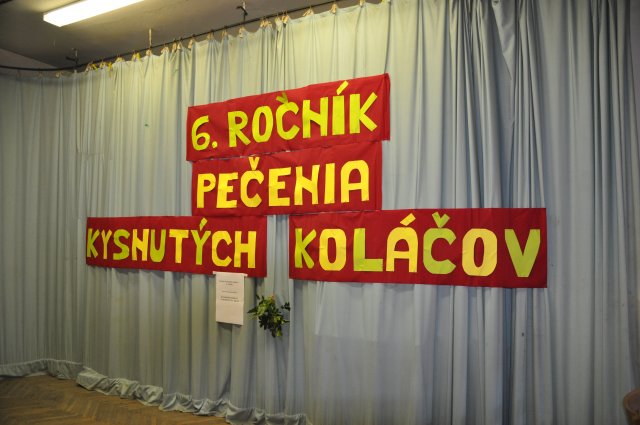 6. ROČNÍK
PEČENIA
KYSNUTÝCH KOLÁČOV